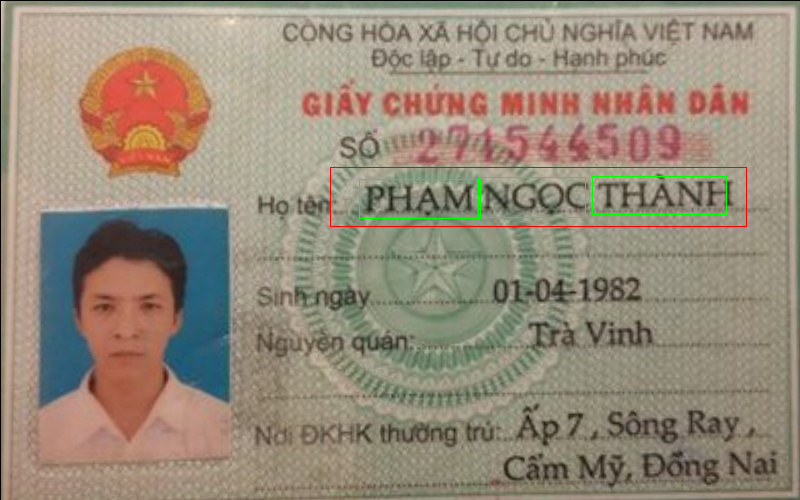 CỘNG HÒA XÃ HỘI CHỦ NGHĨA VIỆT NAM
Độc lập - Tự do - Hạnh phúc
GIẤY CHỨNG MINH NHÂN DÂN
SỐ 271544509
Họ tên: PHẠM NGỌC THÀNH
Sinh ngày 01-04-1982
Nguyên quán: Trà Vinh
Nơi ĐKHK thường trú: Ấp 7 , Sông Ray ,
Cẩm Mỹ, Đồng Nai